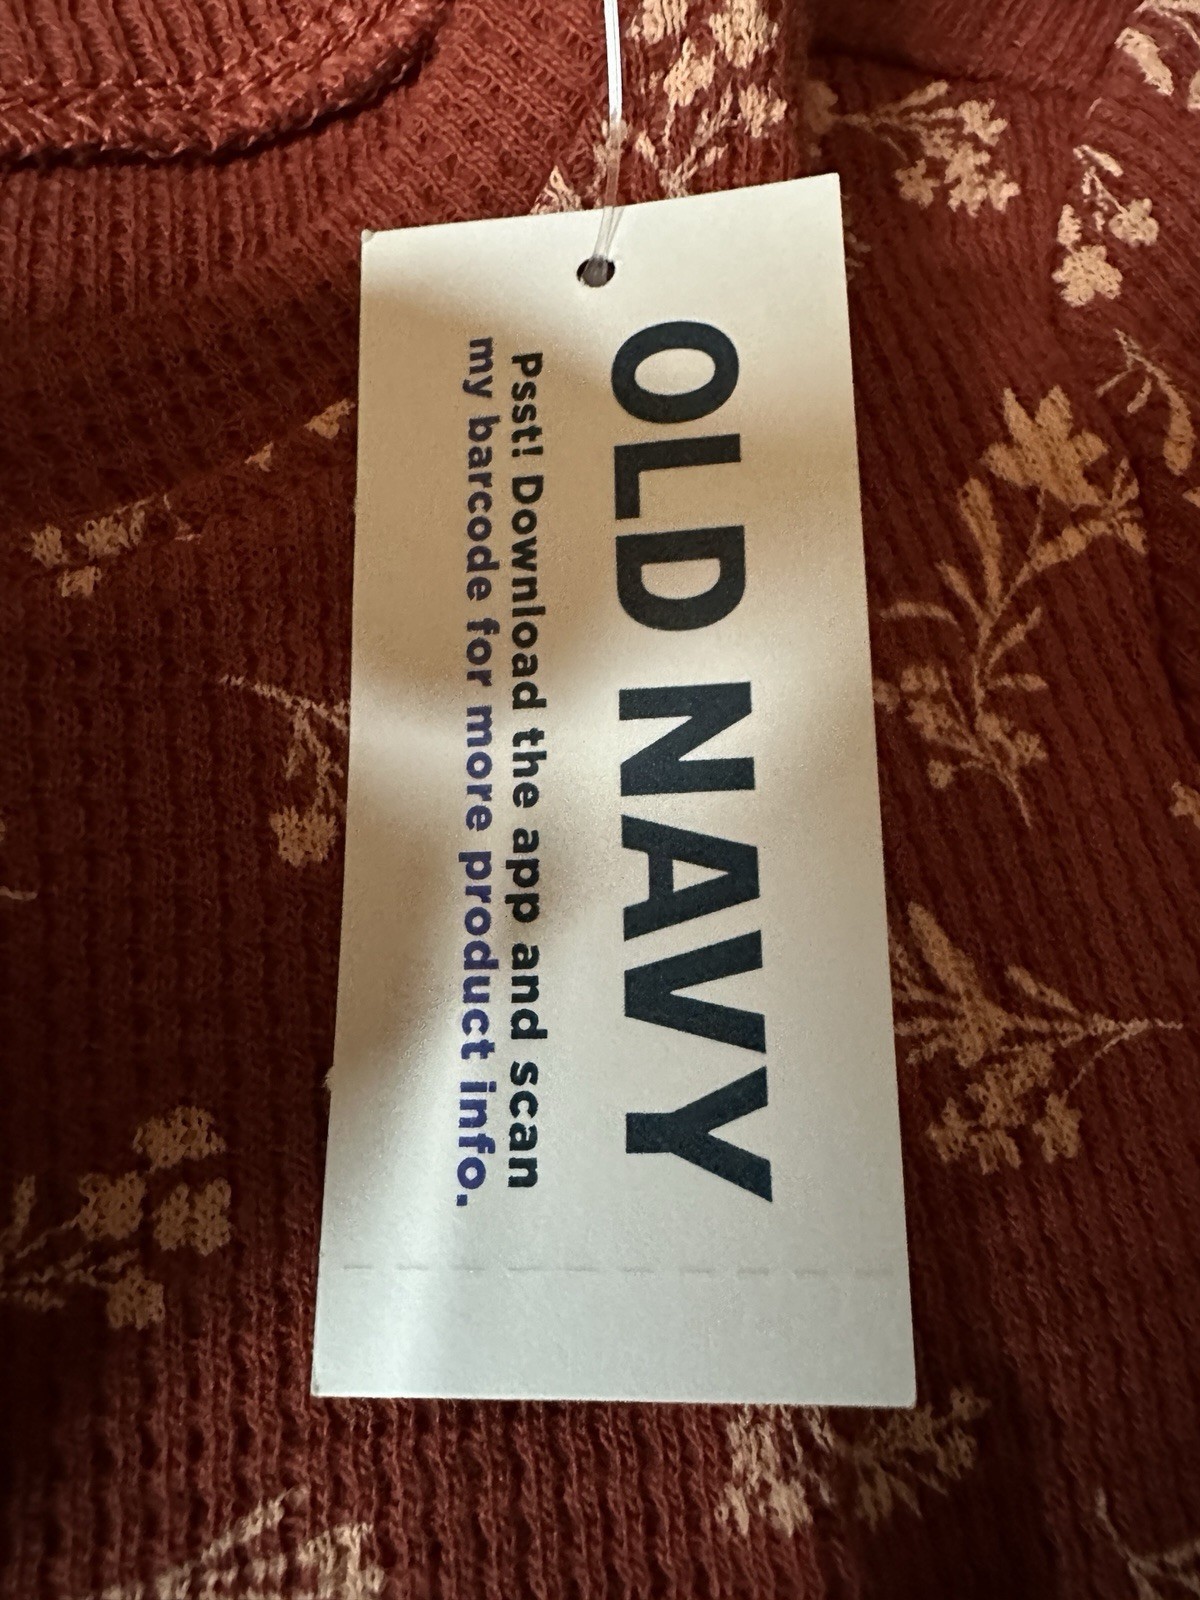 OLD NAVY
Psst! Download the app and scan
my barcode for more product info.